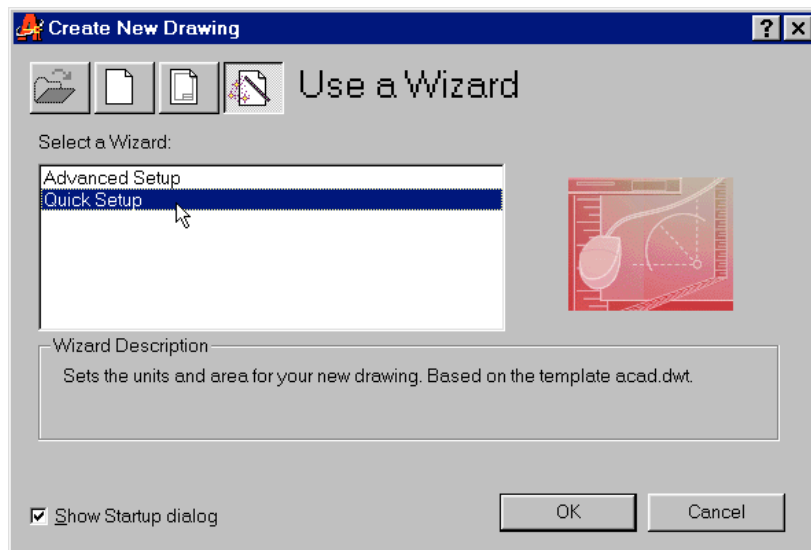 Create New Drawing
Use a Wizard
Select a Wizard:
Advanced Setup
Quick Setup
Wizard Description
Sets the units and area for your new drawing. Based on the template acad.dwt.
Show Startup dialog
OK
Cancel